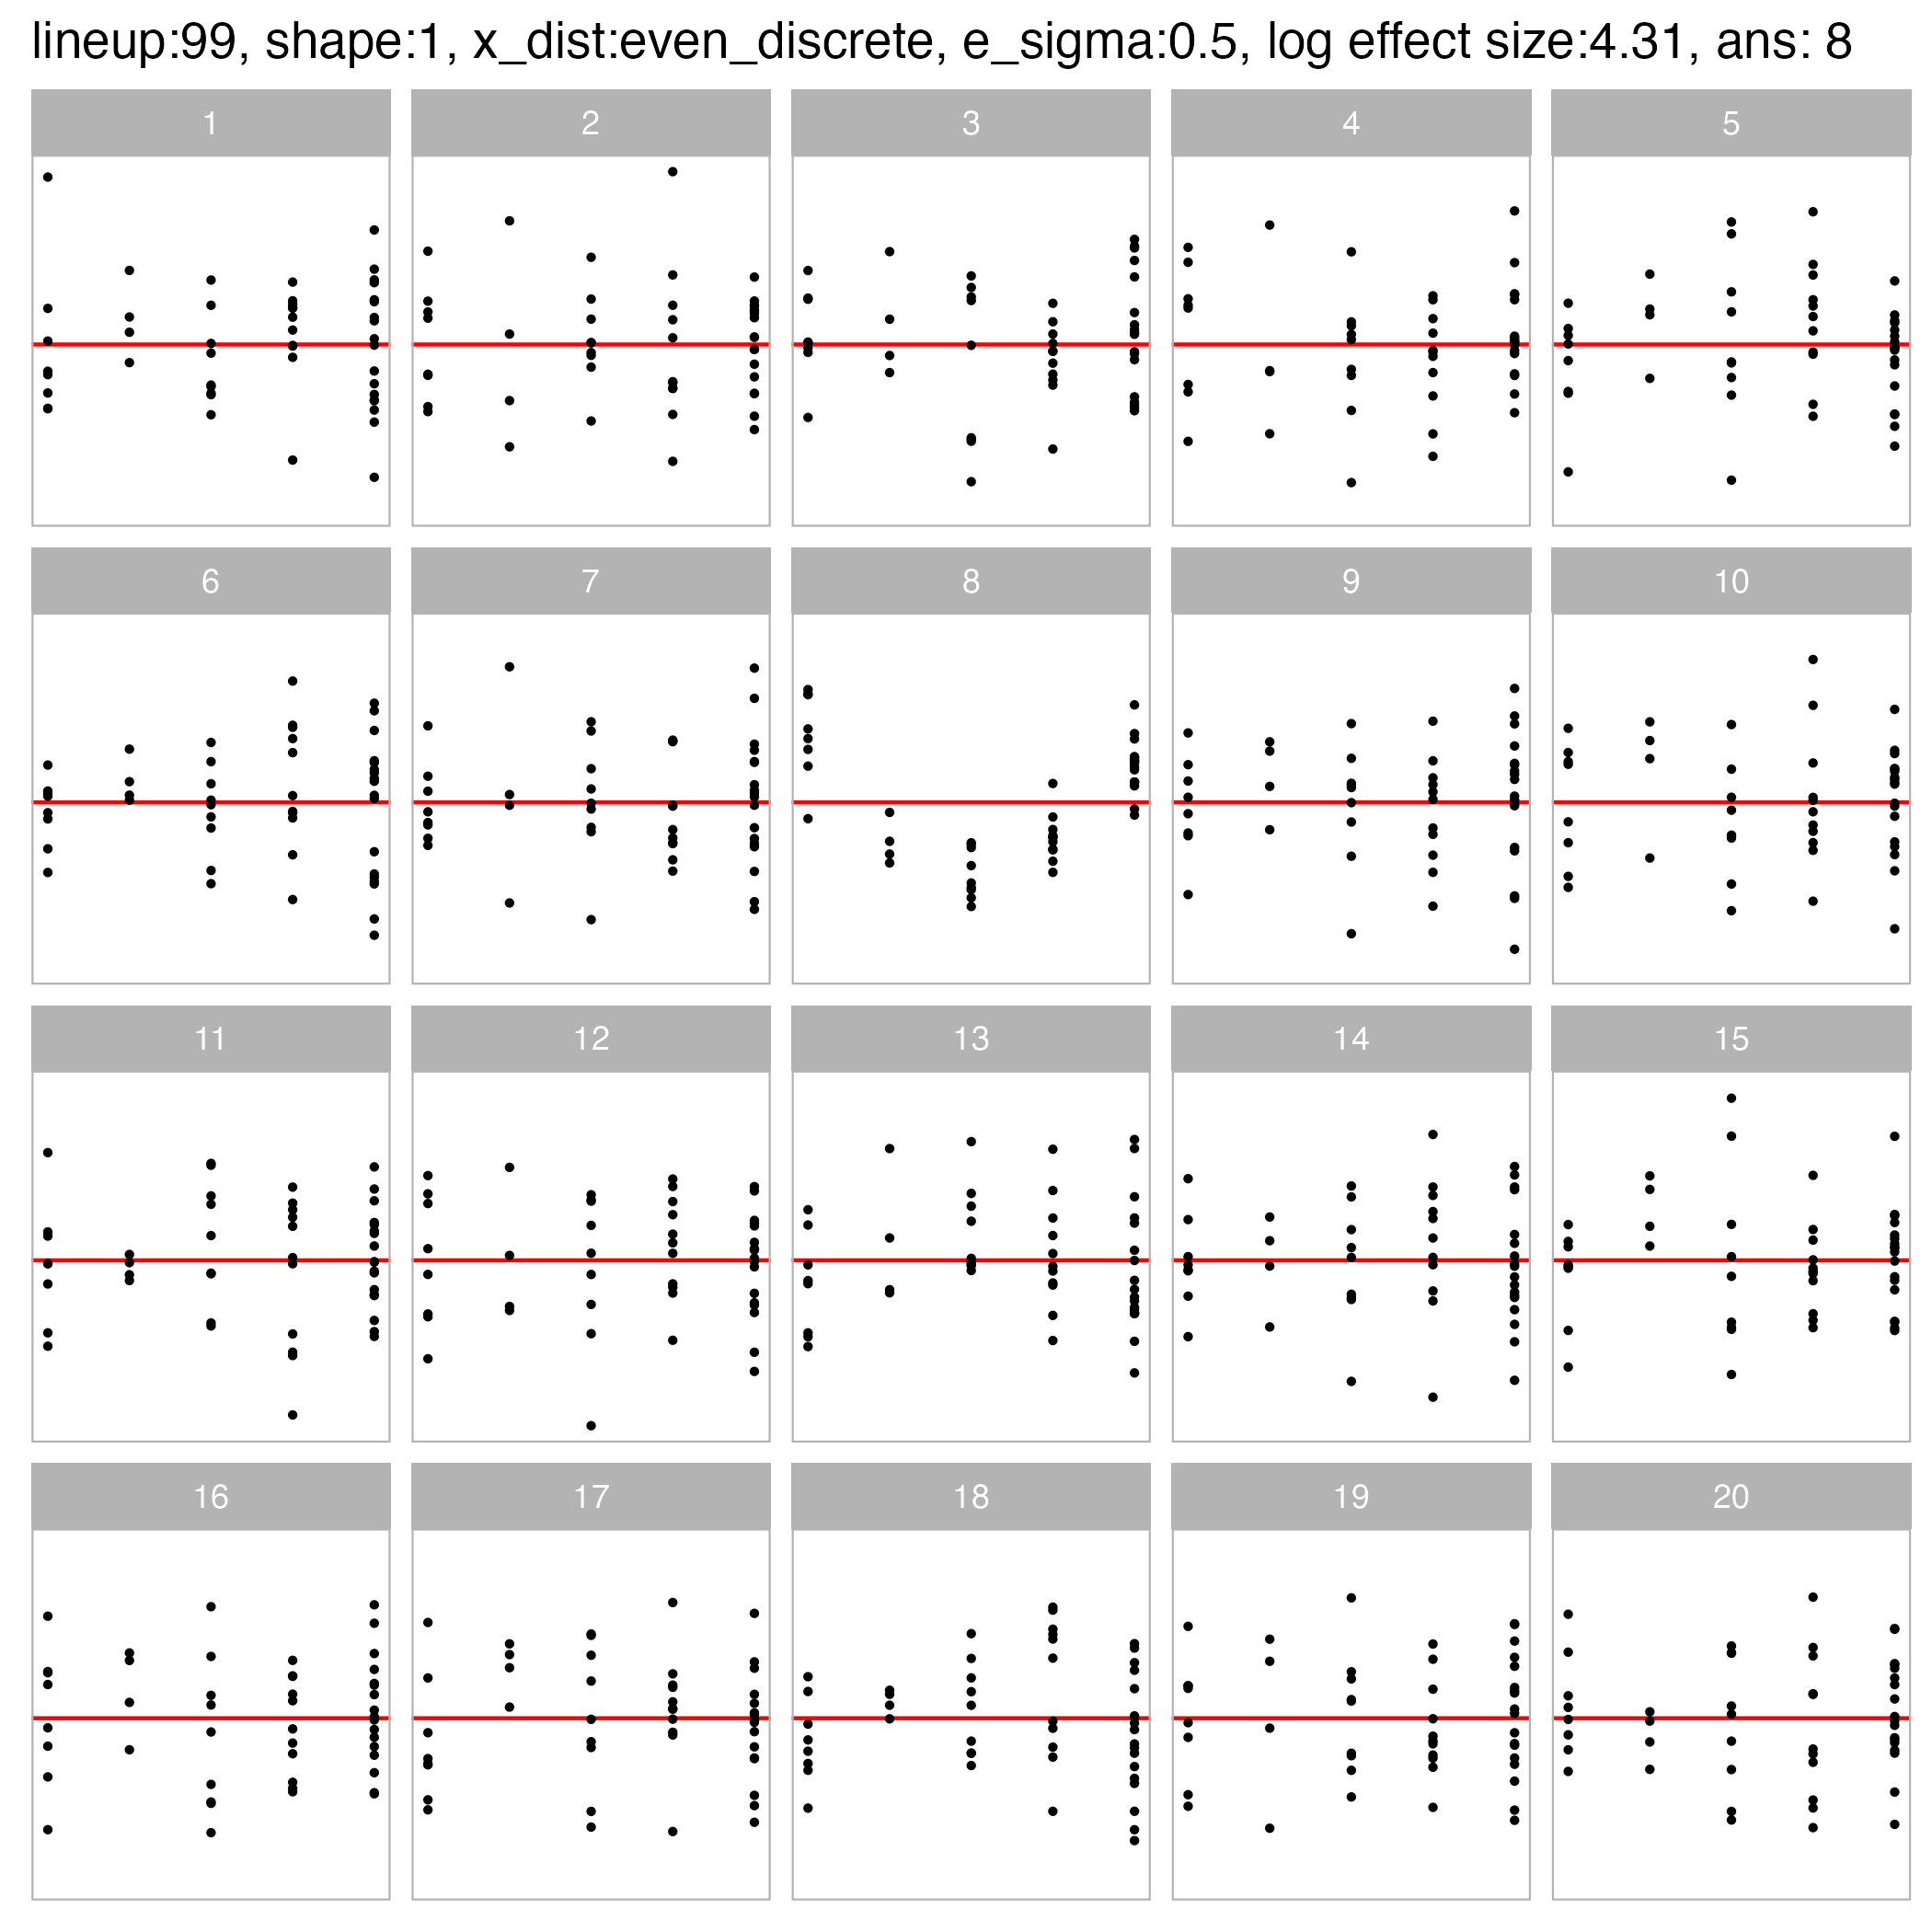 lineup:99, shape:1, x_dist:even_discrete, e_sigma:0.5, log effect size:4.31, ans: 8
1 2 3 4 5
6 7 8 9 10
11 12 13 14 15
16 17 18 19 20